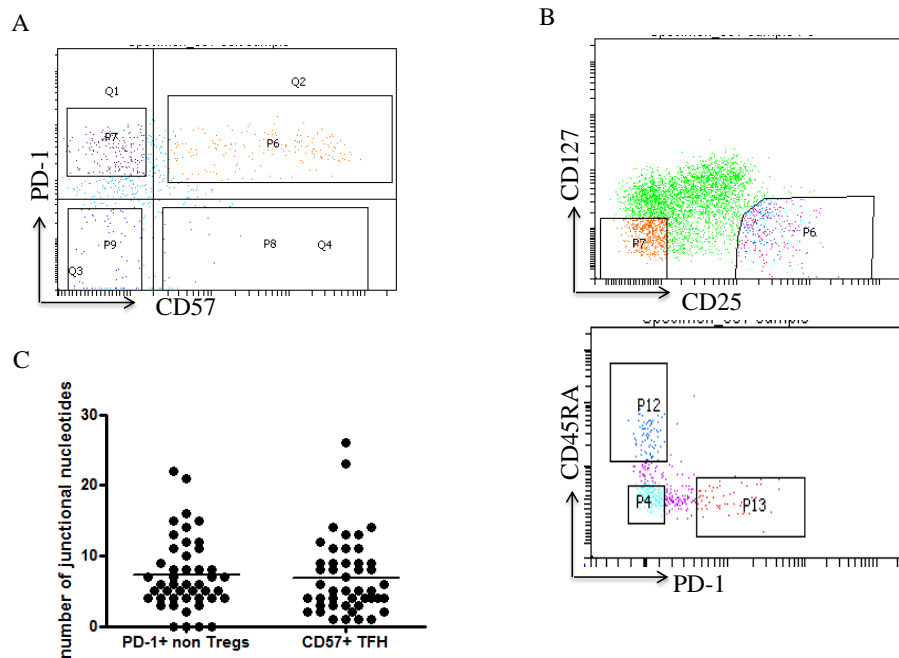 A
Q1
Q2
P7
P6
P9
P8
Q4
Q3
PD-1
CD57
B
CD127
P7
P6
CD25
CD45RA
P12
P4
P13
PD-1
C
number of junctional nucleotides
30
20
10
0
PD-1+ non Tregs
CD57+ TFH